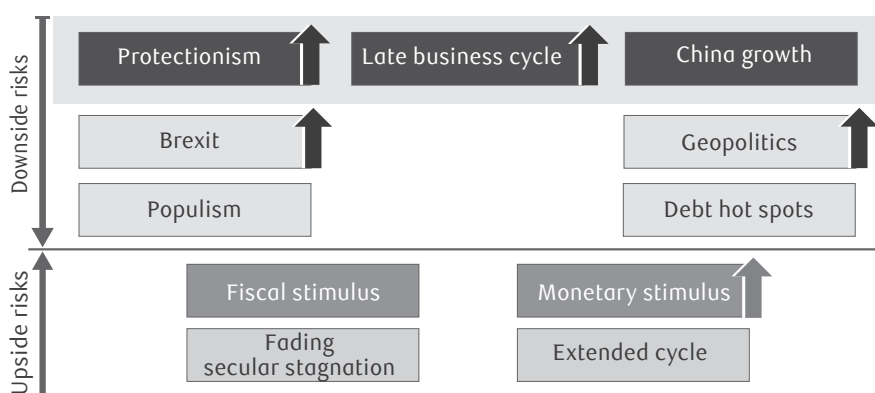 Downside risks
Protectionism
Late business cycle
China growth
Brexit
Geopolitics
Populism
Debt hot spots
Upside risks
Fiscal stimulus
Monetary stimulus
Fading
secular stagnation
Extended cycle